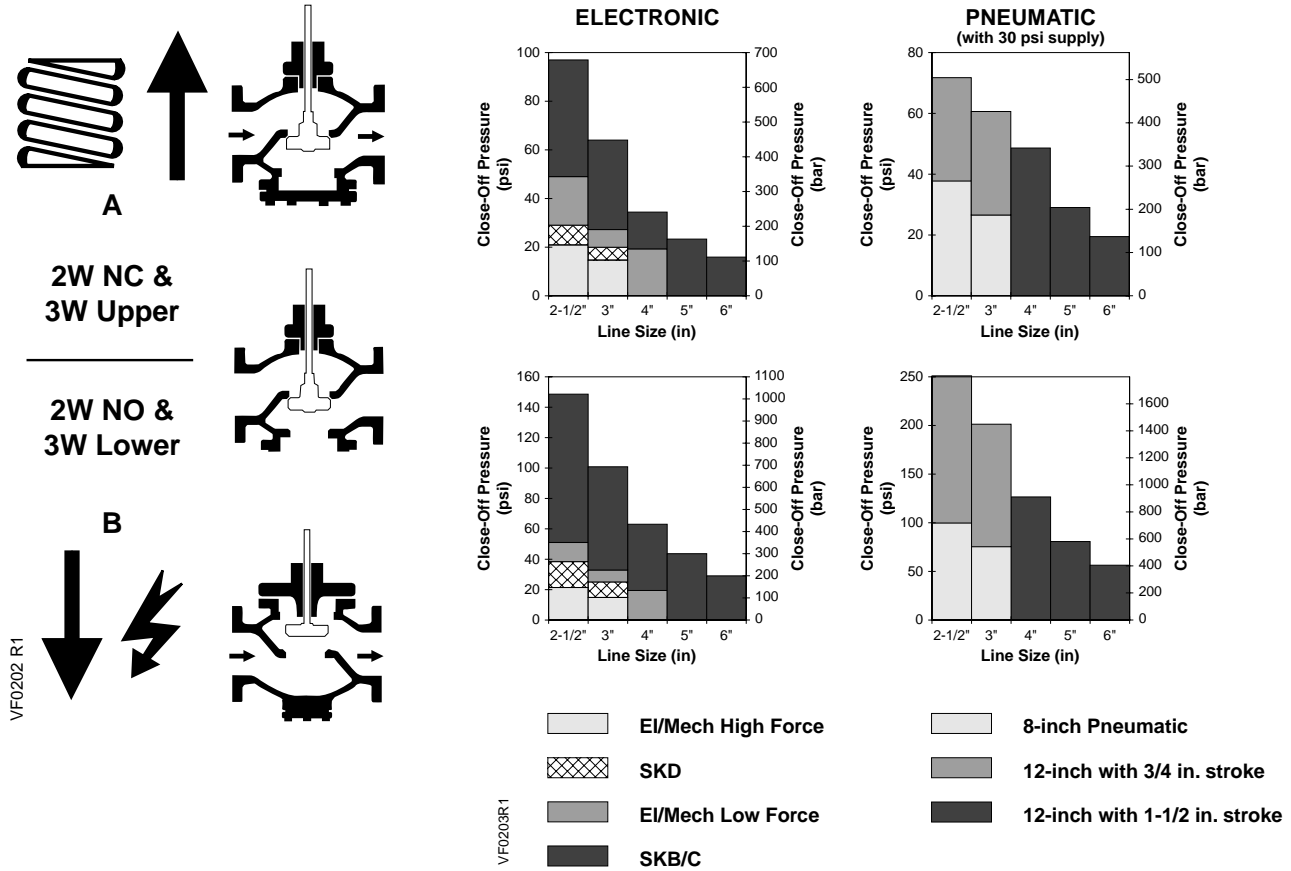 A
2W NC &
3W Upper
2W NO &
3W Lower
B
VF0202 R1
ELECTRONIC
Close-Off Pressure
(psi)
100
80
60
40
20
0
700
600
500
400
300
200
100
0
Close-Off Pressure
(bar)
2-1/2" 3" 4" 5" 6"
Line Size (in)
PNEUMATIC
(with 30 psi supply)
Close-Off Pressure
(psi)
80
60
40
20
0
500
400
300
200
100
0
Close-Off Pressure
(bar)
2-1/2" 3" 4" 5" 6"
Line Size (in)
Close-Off Pressure
(psi)
160
140
120
100
80
60
40
20
0
1100
1000
900
800
700
600
500
400
300
200
100
0
Close-Off Pressure
(bar)
2-1/2" 3" 4" 5" 6"
Line Size (in)
Close-Off Pressure
(psi)
250
200
150
100
50
0
1600
1400
1200
1000
800
600
400
200
0
Close-Off Pressure
(bar)
2-1/2" 3" 4" 5" 6"
Line Size (in)
El/Mech High Force
SKD
El/Mech Low Force
SKB/C
VF0203R1
8-inch Pneumatic
12-inch with 3/4 in. stroke
12-inch with 1-1/2 in. stroke